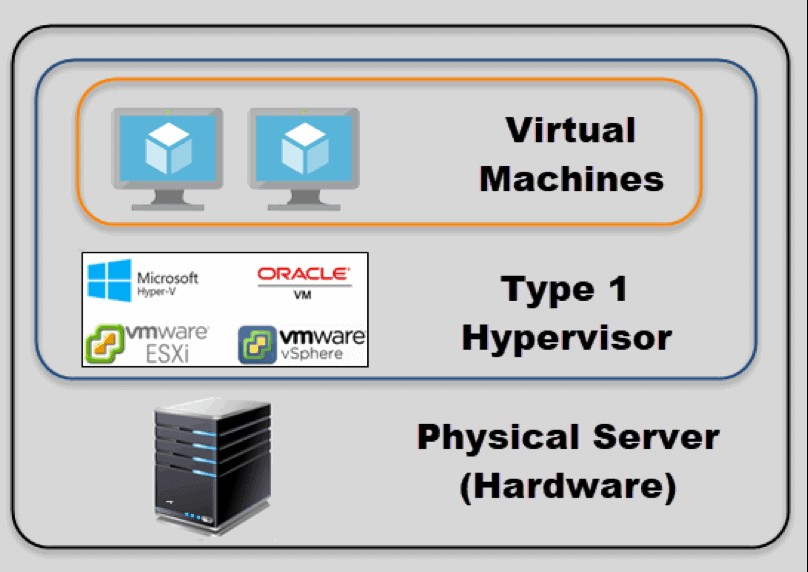 Virtual
Machines
Microsoft
Hyper-V
ORACLE
VM
vmware
ESXi
vmware
vSphere
Type 1
Hypervisor
Physical Server
(Hardware)